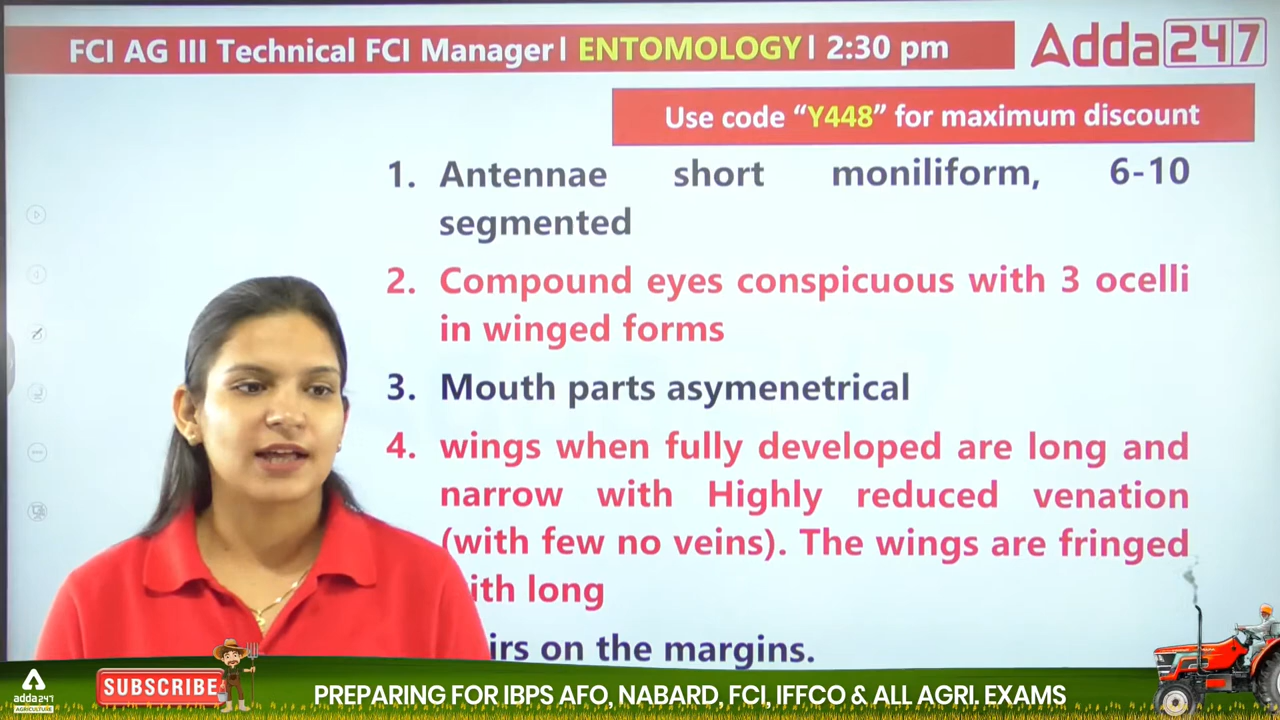 FCI AG III Technical FCI Manager| ENTOMOLOGY| 2:30 pm
Adda247
Use code “Y448” for maximum discount
1. Antennae short moniliform, 6-10
segmented
2. Compound eyes conspicuous with 3 ocelli
in winged forms
3. Mouth parts asymenetrical
4. wings when fully developed are long and
narrow with Highly reduced venation
(with few no veins). The wings are fringed
ith long
irs on the margins.
adda247
AGRICULTURE
SUBSCRIBE
PREPARING FOR IBPS AFO, NABARD, FCI, IFFCO & ALL AGRI. EXAMS